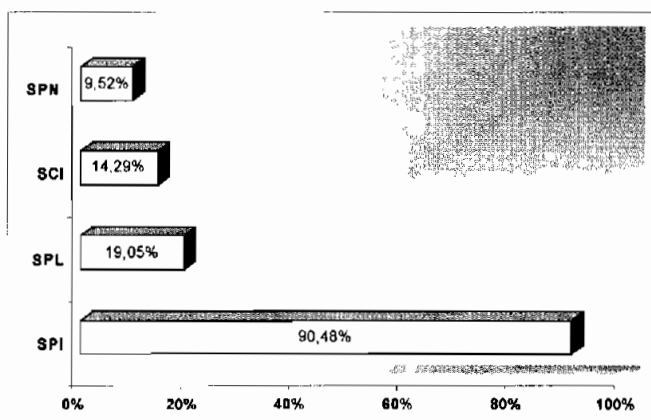 SPN 9,52%
SCI 14,29%
SPL 19,05%
SPI 90,48%
0% 20% 40% 60% 80% 100%